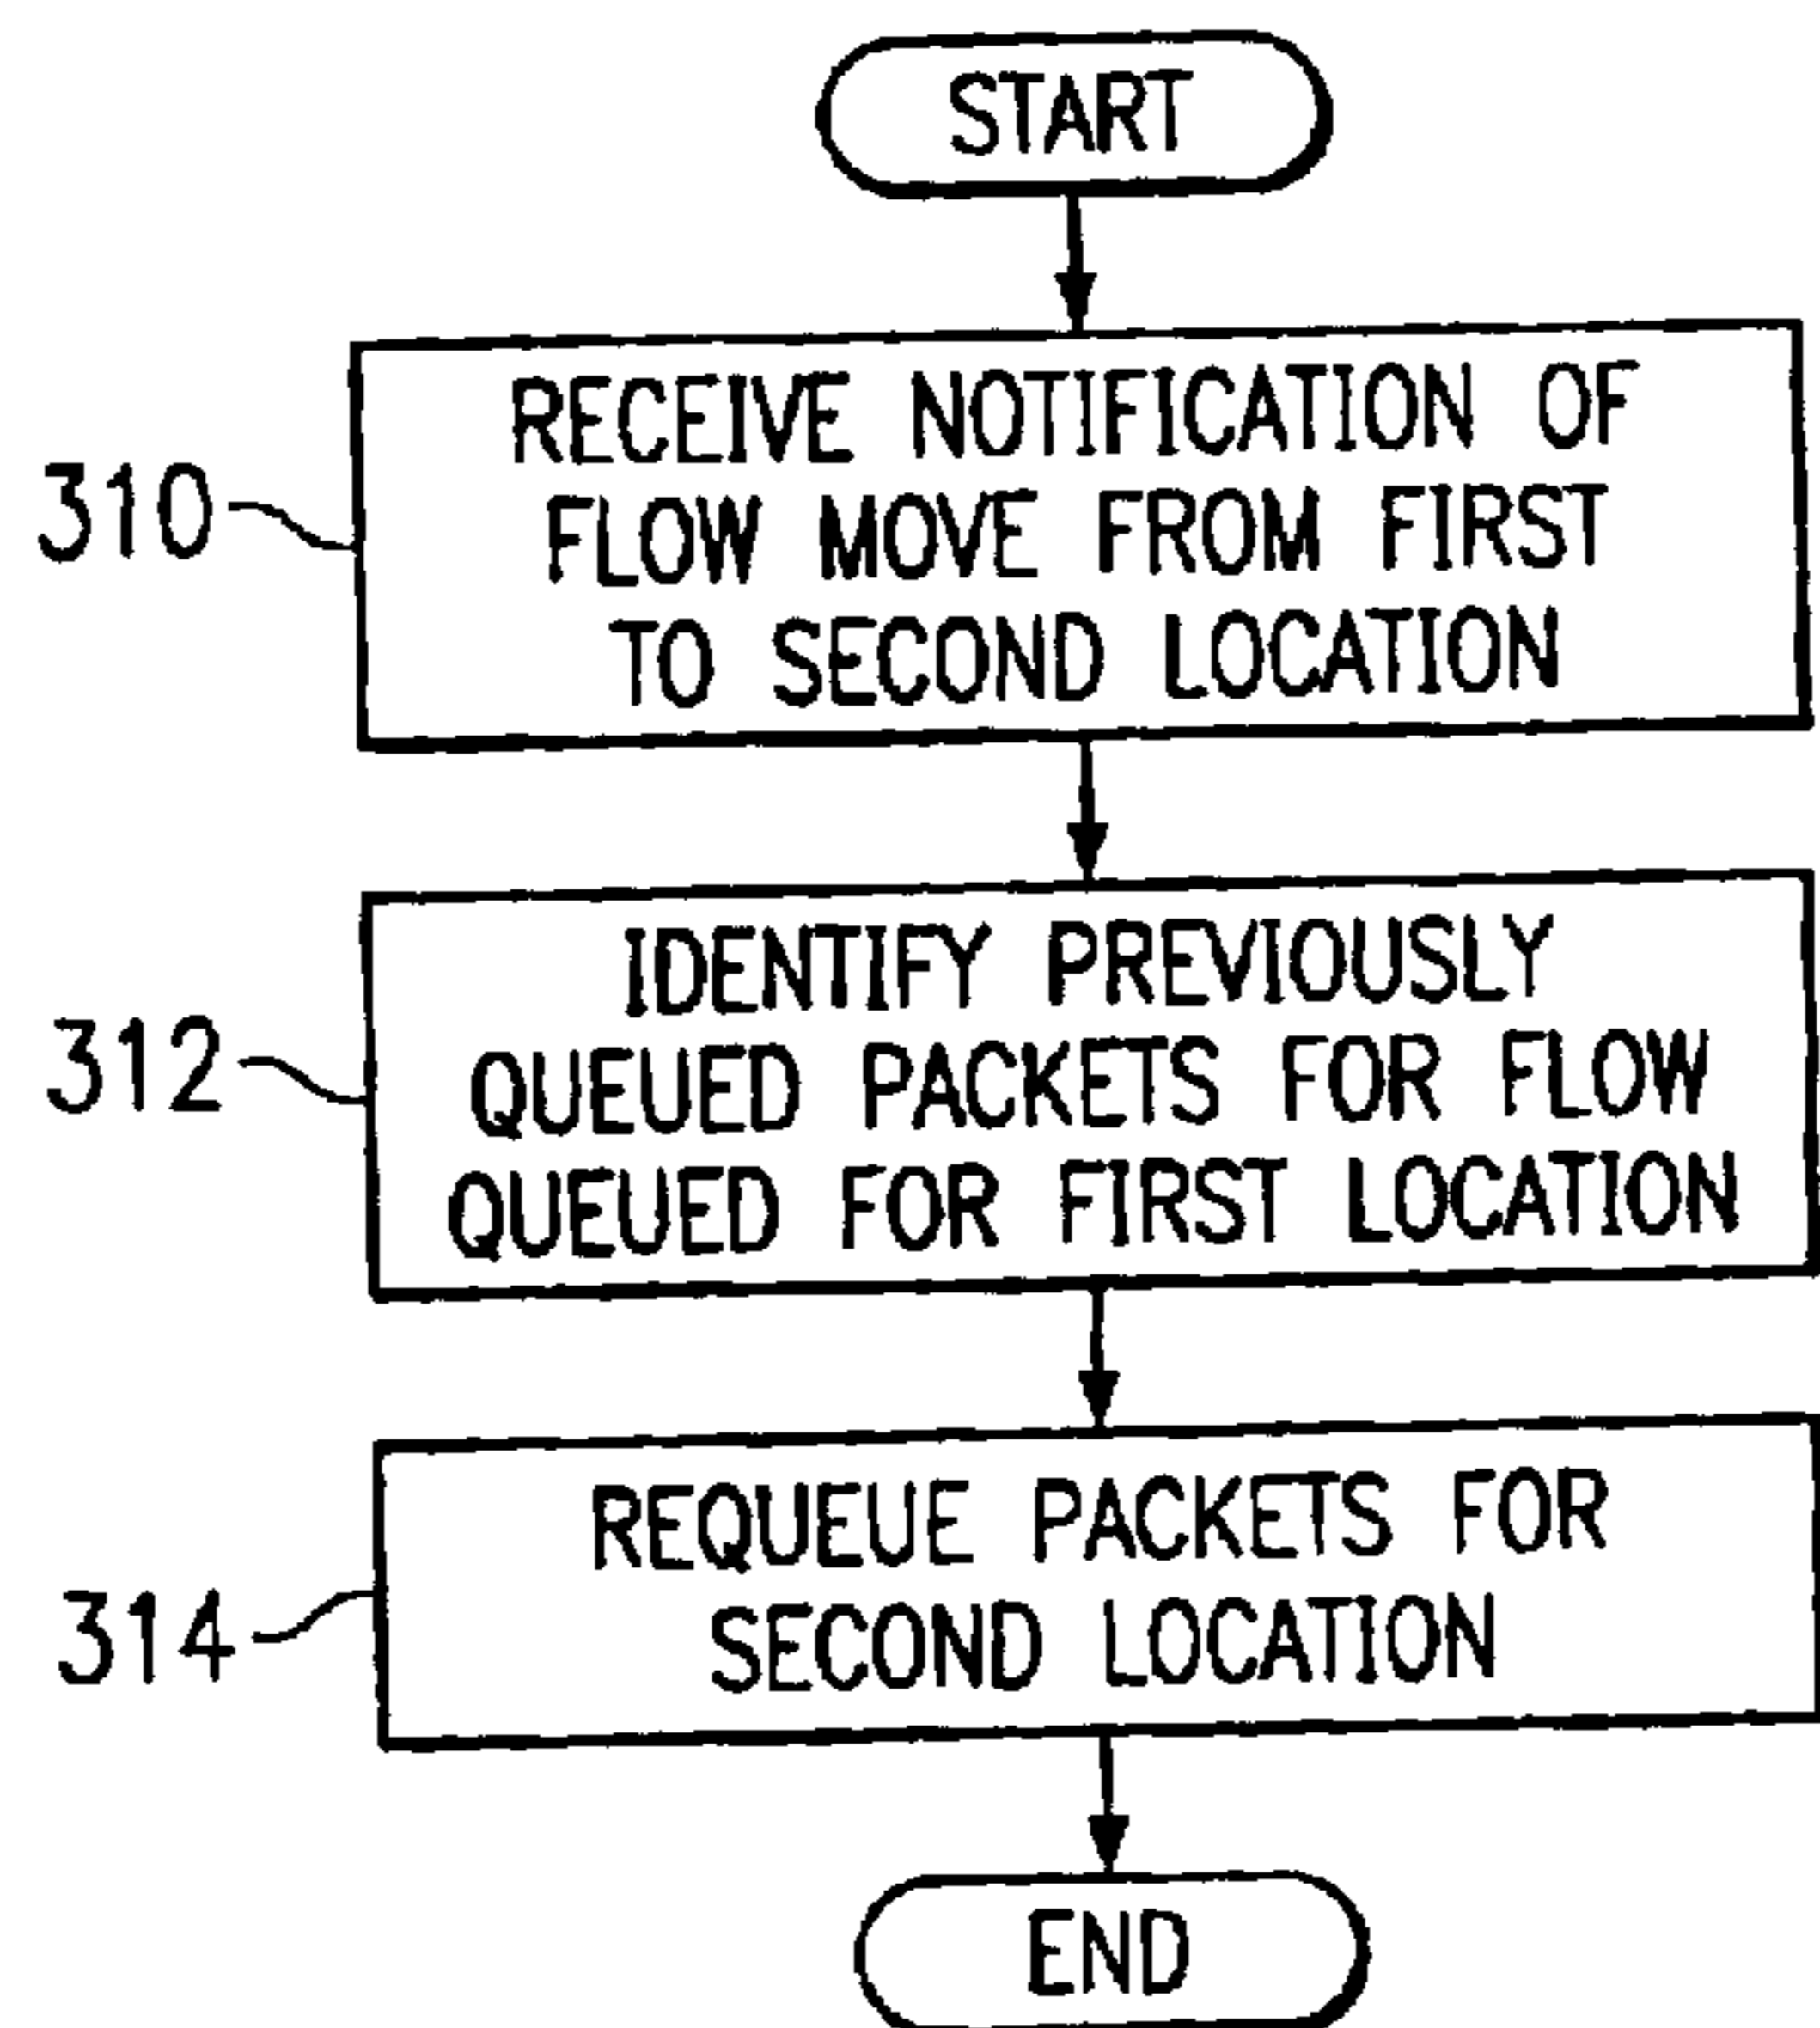 START
310
RECEIVE NOTIFICATION OF
FLOW MOVE FROM FIRST
TO SECOND LOCATION
312
IDENTIFY PREVIOUSLY
QUEUED PACKETS FOR FLOW
QUEUED FOR FIRST LOCATION
314
REQUEUE PACKETS FOR
SECOND LOCATION
END